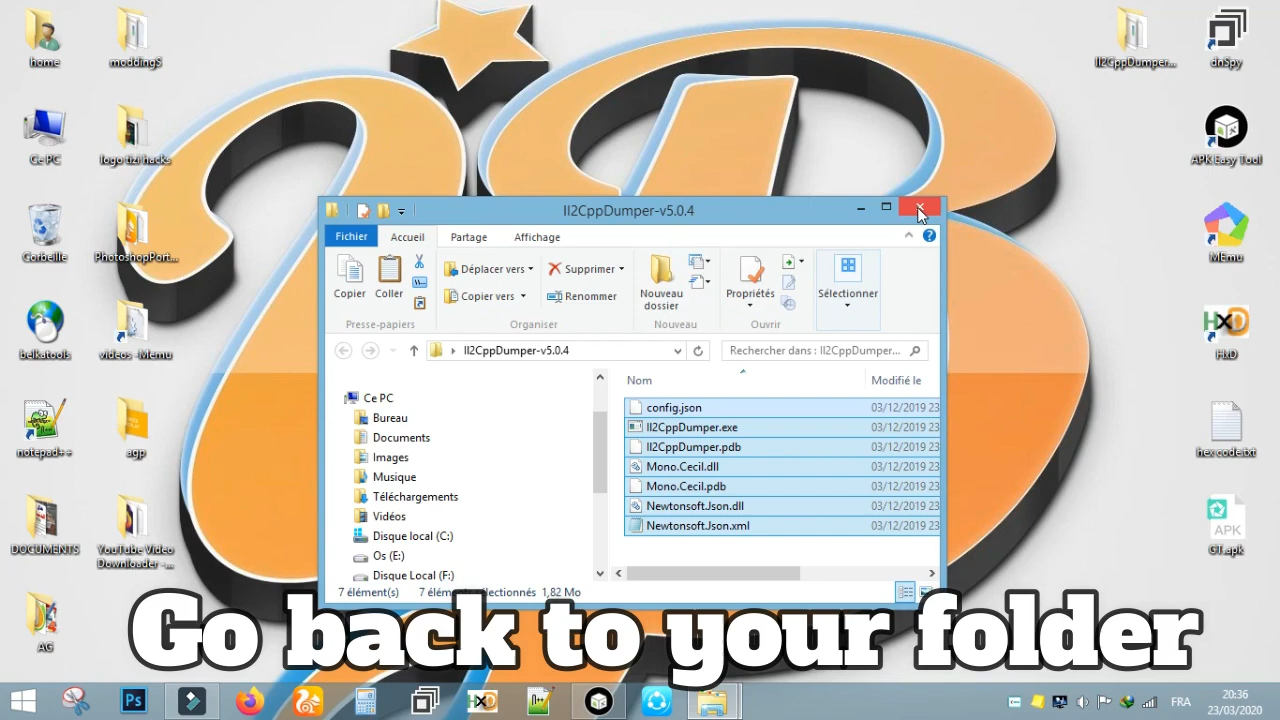 home
moddingS
Il2CppDumper...
dnSpy
Ce PC
logo tizi hacks
APK Easy Tool
Corbeille
PhotoshopPort...
MEmu
belkatools
videos -Memu
HxD
HxD
notepad++
agp
hex code.txt
DOCUMENTS
YouTube Video
Downloader -...
APK
GT.apk
AG
Il2CppDumper-v5.0.4
Fichier
Accueil
Partage
Affichage
Copier
Coller
Déplacer vers
Copier vers
Supprimer
Renommer
Nouveau
dossier
Propriétés
Sélectionner
Presse-papiers
Organiser
Nouveau
Ouvrir
Il2CppDumper-v5.0.4
Rechercher dans : Il2CppDumper...
Nom
Modifié le
Ce PC
Bureau
Documents
Images
Musique
Téléchargements
Vidéos
Disque local (C:)
Os (E:)
Disque Local (F:)
config.json 03/12/2019 23
Il2CppDumper.exe 03/12/2019 23
Il2CppDumper.pdb 03/12/2019 23
Mono.Cecil.dll 03/12/2019 23
Mono.Cecil.pdb 03/12/2019 23
Newtonsoft.Json.dll 03/12/2019 23
Newtonsoft.Json.xml 03/12/2019 23
7 élément(s)
7 éléments sélectionnés 1,82 Mo
Go back to your folder
Ps
HxD
FRA
20:36
23/03/2020